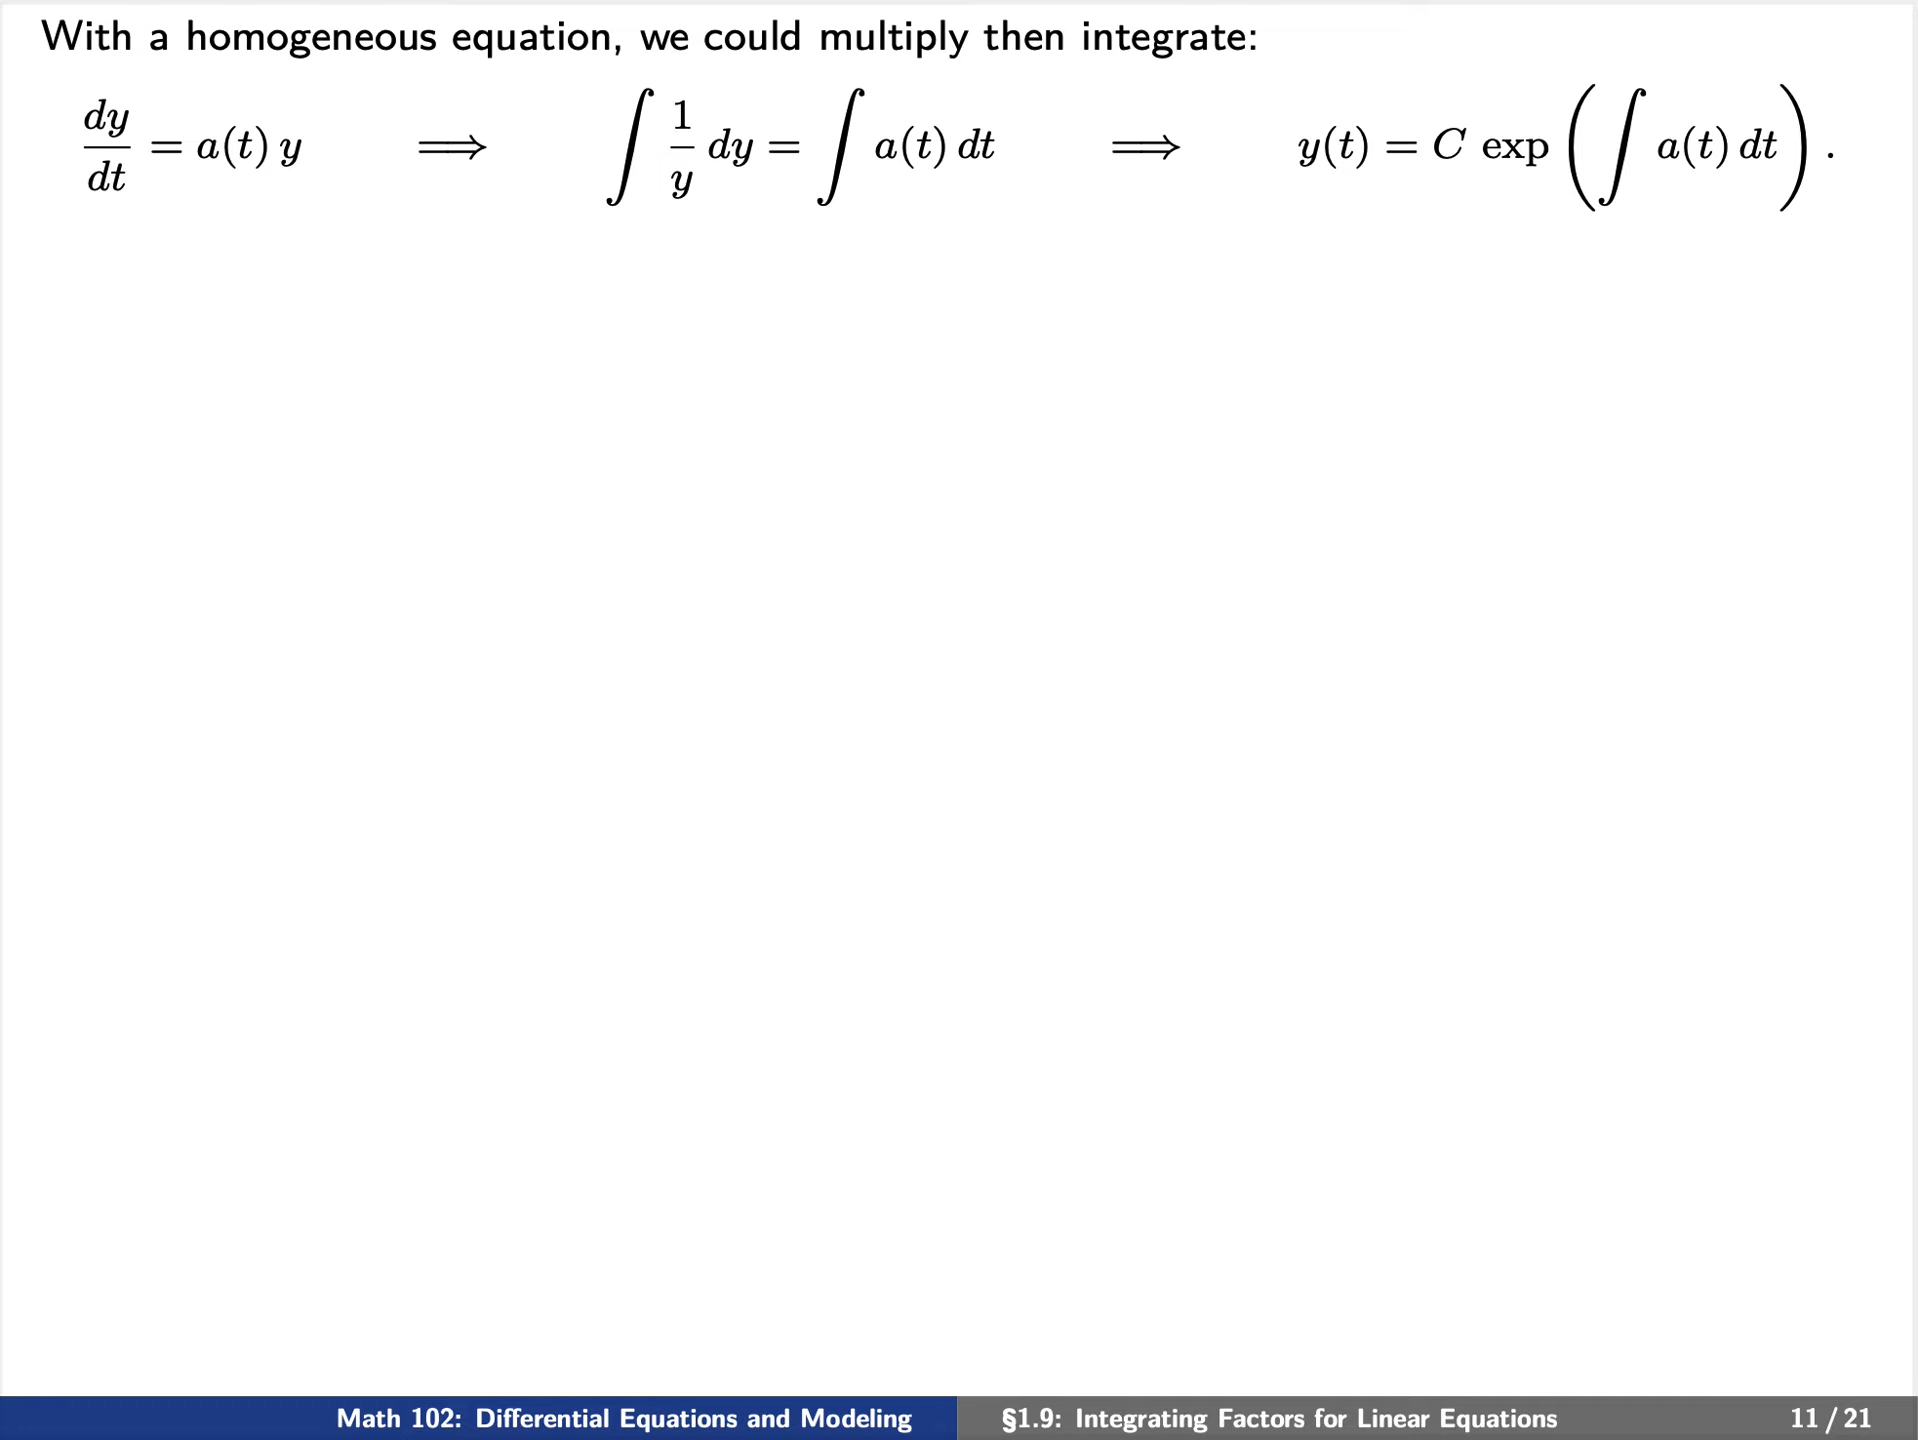 With a homogeneous equation, we could multiply then integrate:
dy/dt = a(t) y ⟹ ∫ 1/y dy = ∫ a(t) dt ⟹ y(t) = C exp (∫ a(t) dt).
Math 102: Differential Equations and Modeling §1.9: Integrating Factors for Linear Equations 11 / 21